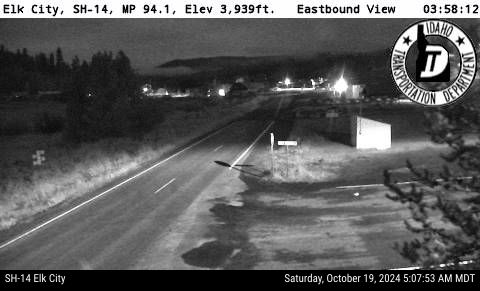 Elk City, SH-14, MP 94.1, Elev 3,939ft. Eastbound View 03:58:12
IDAHO
TRANSPORTATION DEPARTMENT
SH-14 Elk City Saturday, October 19, 2024 5:07:53 AM MDT